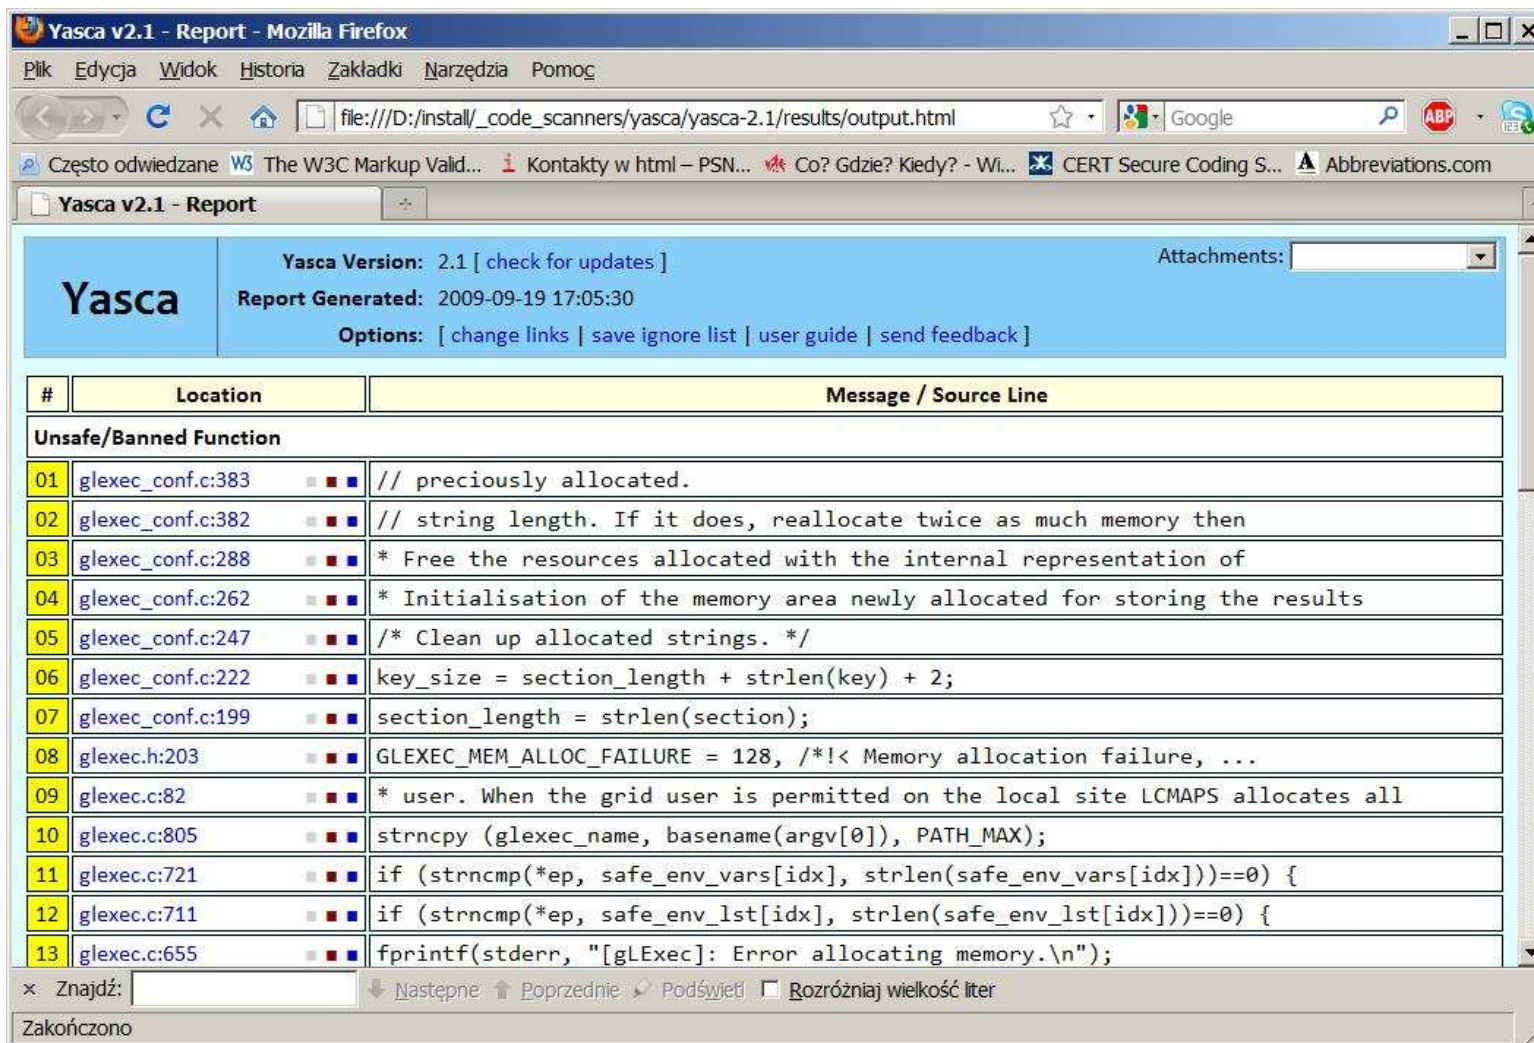 Yasca v2.1 - Report - Mozilla Firefox
Plik Edycja Widok Historia Zakładki Narzędzia Pomoc
file:///D:/install/_code_scanners/yasca/yasca-2.1/results/output.html Google ABP 123
Często odwiedzane W3 The W3C Markup Valid... i Kontakty w html – PSN... Co? Gdzie? Kiedy? - Wi... CERT Secure Coding S... A Abbreviations.com
Yasca v2.1 - Report
Yasca
Yasca Version: 2.1 [ check for updates ] Attachments:
Report Generated: 2009-09-19 17:05:30
Options: [ change links | save ignore list | user guide | send feedback ]
# Location Message / Source Line
Unsafe/Banned Function
01 glexec_conf.c:383 // preciously allocated.
02 glexec_conf.c:382 // string length. If it does, reallocate twice as much memory then
03 glexec_conf.c:288 * Free the resources allocated with the internal representation of
04 glexec_conf.c:262 * Initialisation of the memory area newly allocated for storing the results
05 glexec_conf.c:247 /* Clean up allocated strings. */
06 glexec_conf.c:222 key_size = section_length + strlen(key) + 2;
07 glexec_conf.c:199 section_length = strlen(section);
08 glexec.h:203 GLEXEC_MEM_ALLOC_FAILURE = 128, /*!< Memory allocation failure, ...
09 glexec.c:82 * user. When the grid user is permitted on the local site LCMAPS allocates all
10 glexec.c:805 strncpy (glexec_name, basename(argv[0]), PATH_MAX);
11 glexec.c:721 if (strncmp(*ep, safe_env_vars[idx], strlen(safe_env_vars[idx]))==0) {
12 glexec.c:711 if (strncmp(*ep, safe_env_lst[idx], strlen(safe_env_lst[idx]))==0) {
13 glexec.c:655 fprintf(stderr, "[gLExec]: Error allocating memory.\n");
× Znajdź: Następne Poprzednie Podświetl Rozróżniaj wielkość liter
Zakończono